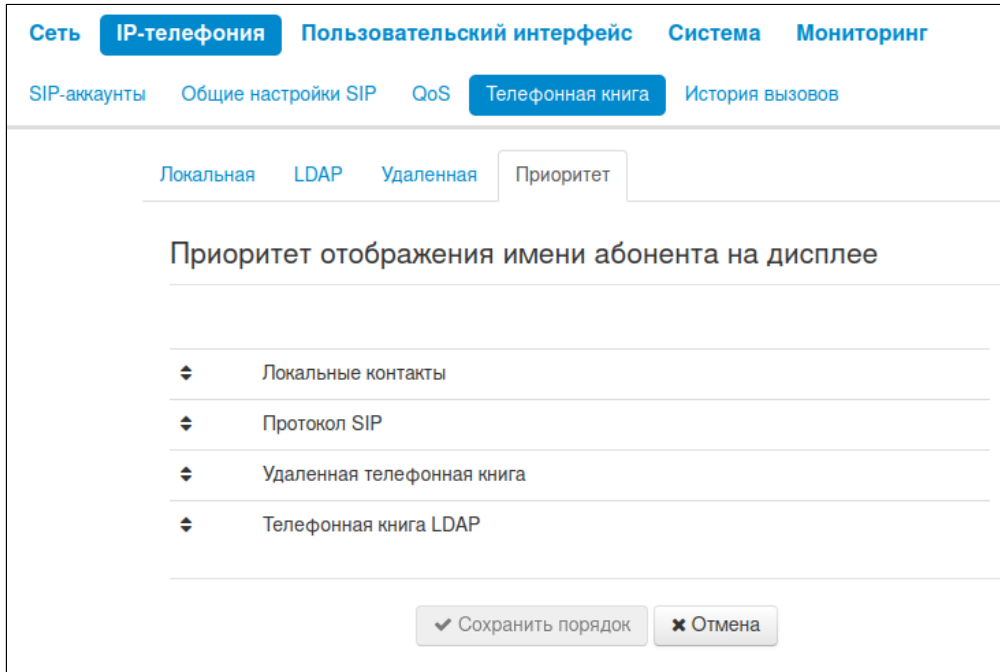 Сеть IP-телефония Пользовательский интерфейс Система Мониторинг
SIP-аккаунты Общие настройки SIP QoS Телефонная книга История вызовов
Локальная LDAP Удаленная Приоритет
Приоритет отображения имени абонента на дисплее
Локальные контакты
Протокол SIP
Удаленная телефонная книга
Телефонная книга LDAP
Сохранить порядок Отмена